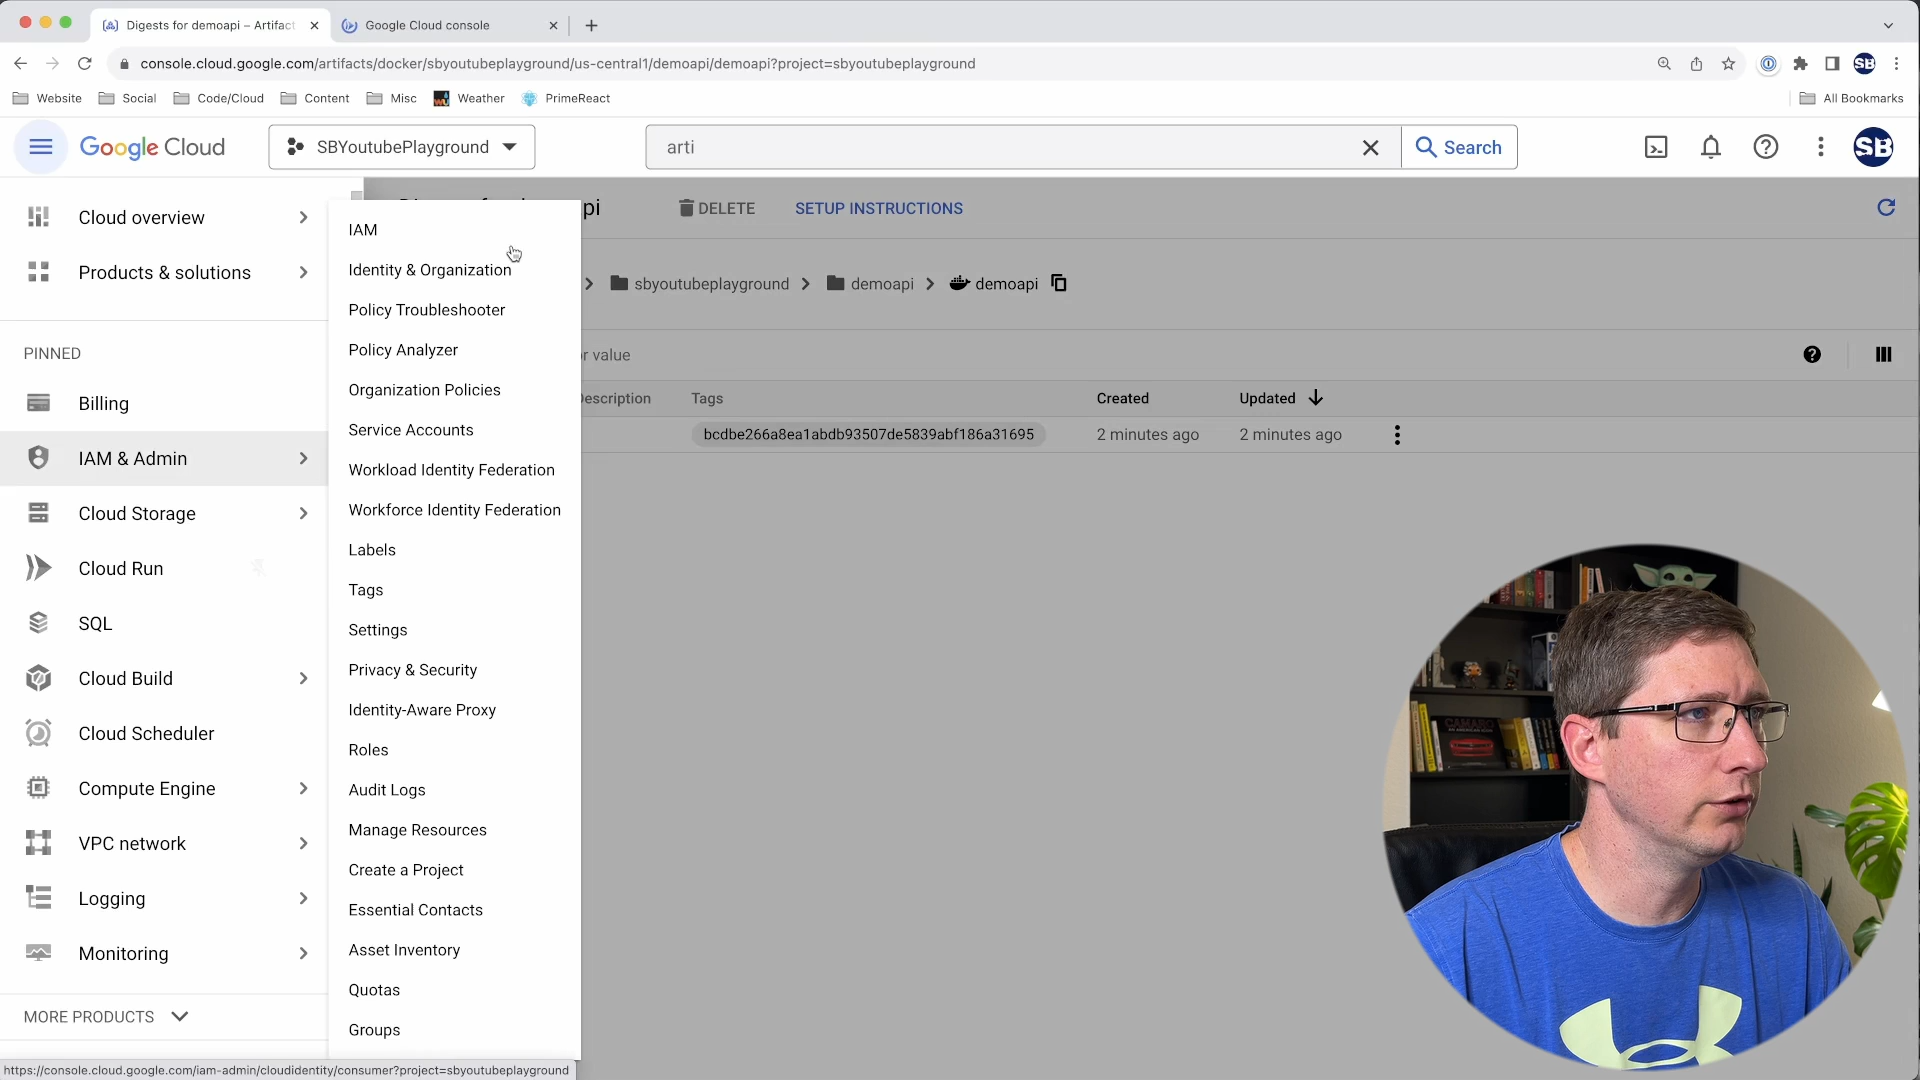 Digests for demoapi – Artifact
Google Cloud console
console.cloud.google.com/artifacts/docker/sbyoutubeplayground/us-central1/demoapi/demoapi?project=sbyoutubeplayground
SB
Website
Social
Code/Cloud
Content
Misc
Weather
PrimeReact
All Bookmarks
Google Cloud
SBYoutubePlayground
arti
Search
SB
Cloud overview
Products & solutions
PINNED
Billing
IAM & Admin
Cloud Storage
Cloud Run
SQL
Cloud Build
Cloud Scheduler
Compute Engine
VPC network
Logging
Monitoring
MORE PRODUCTS
IAM
Identity & Organization
Policy Troubleshooter
Policy Analyzer
Organization Policies
Service Accounts
Workload Identity Federation
Workforce Identity Federation
Labels
Tags
Settings
Privacy & Security
Identity-Aware Proxy
Roles
Audit Logs
Manage Resources
Create a Project
Essential Contacts
Asset Inventory
Quotas
Groups
pi
DELETE
SETUP INSTRUCTIONS
sbyoutubeplayground
demoapi
demoapi
or value
Description
Tags
Created
Updated
bcdbe266a8ea1abdb93507de5839abf186a31695
2 minutes ago
2 minutes ago
CAMARO
https://console.cloud.google.com/iam-admin/cloudidentity/consumer?project=sbyoutubeplayground